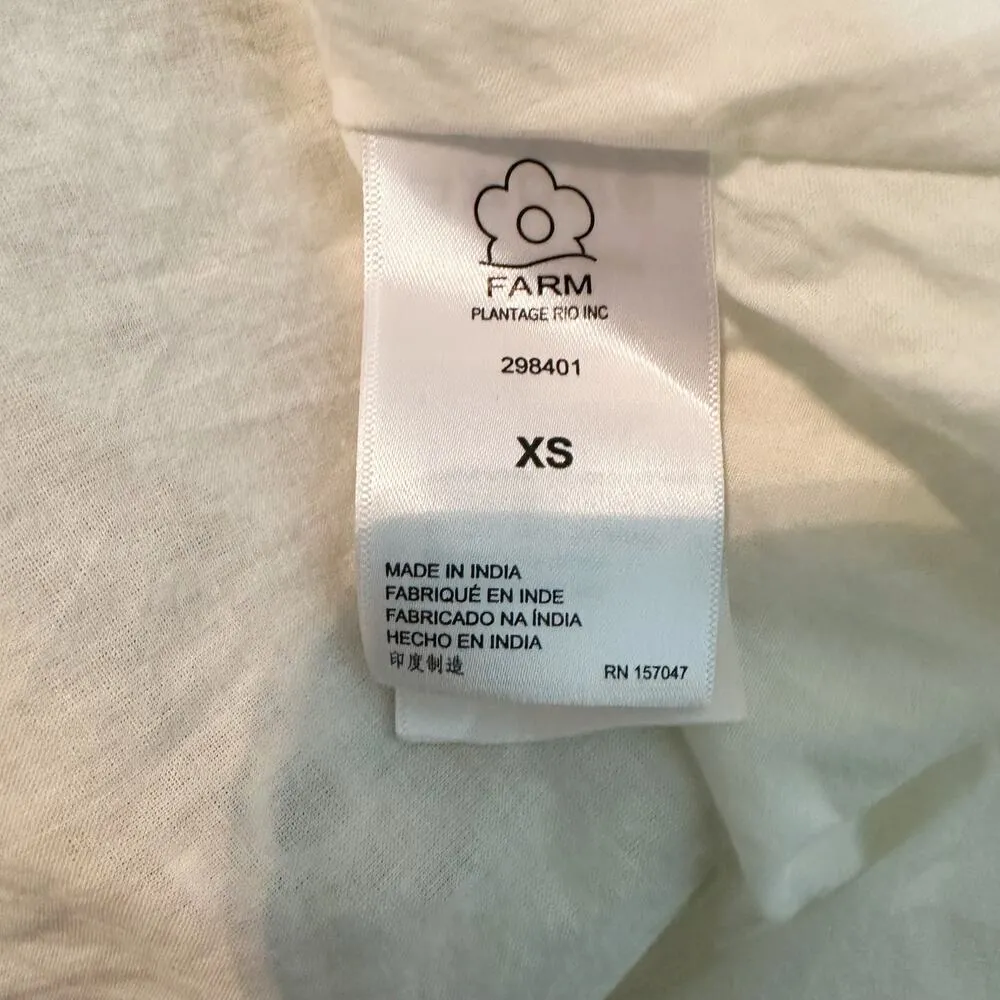 FARM
PLANTAGE RIO INC
298401
XS
MADE IN INDIA
FABRIQUÉ EN INDE
FABRICADO NA ÍNDIA
HECHO EN INDIA
印度制造
RN 157047